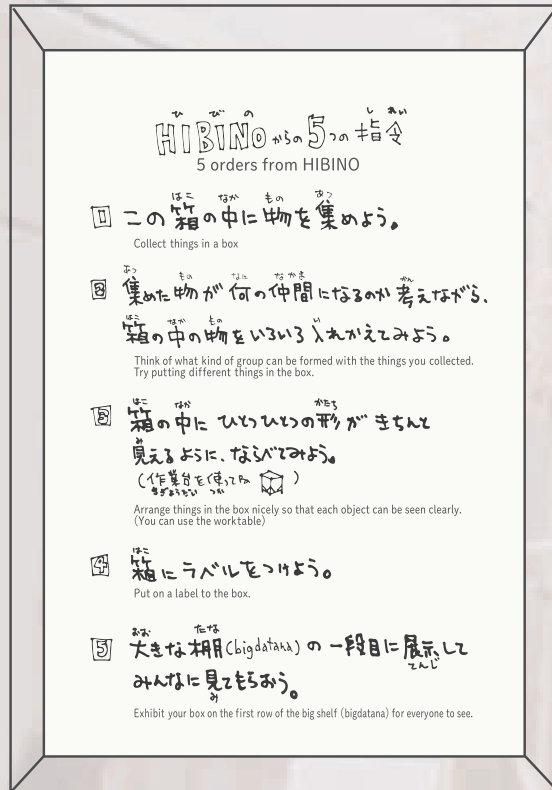 HIBINOからの5つの指令
5 orders from HIBINO
1 この箱の中に物を集めよう。
Collect things in a box
2 集めた物が何の仲間になるのか考えながら、
箱の中の物をいろいろ入れかえてみよう。
Think of what kind of group can be formed with the things you collected.
Try putting different things in the box.
3 箱の中にひとつひとつの形がきちんと
見えるように、ならべてみよう。
(作業台を使ってね)
Arrange things in the box nicely so that each object can be seen clearly.
(You can use the worktable)
4 箱にラベルをつけよう。
Put on a label to the box.
5 大きな棚(bigdatana)の一段目に展示して
みんなに見てもらおう。
Exhibit your box on the first row of the big shelf (bigdatana) for everyone to see.